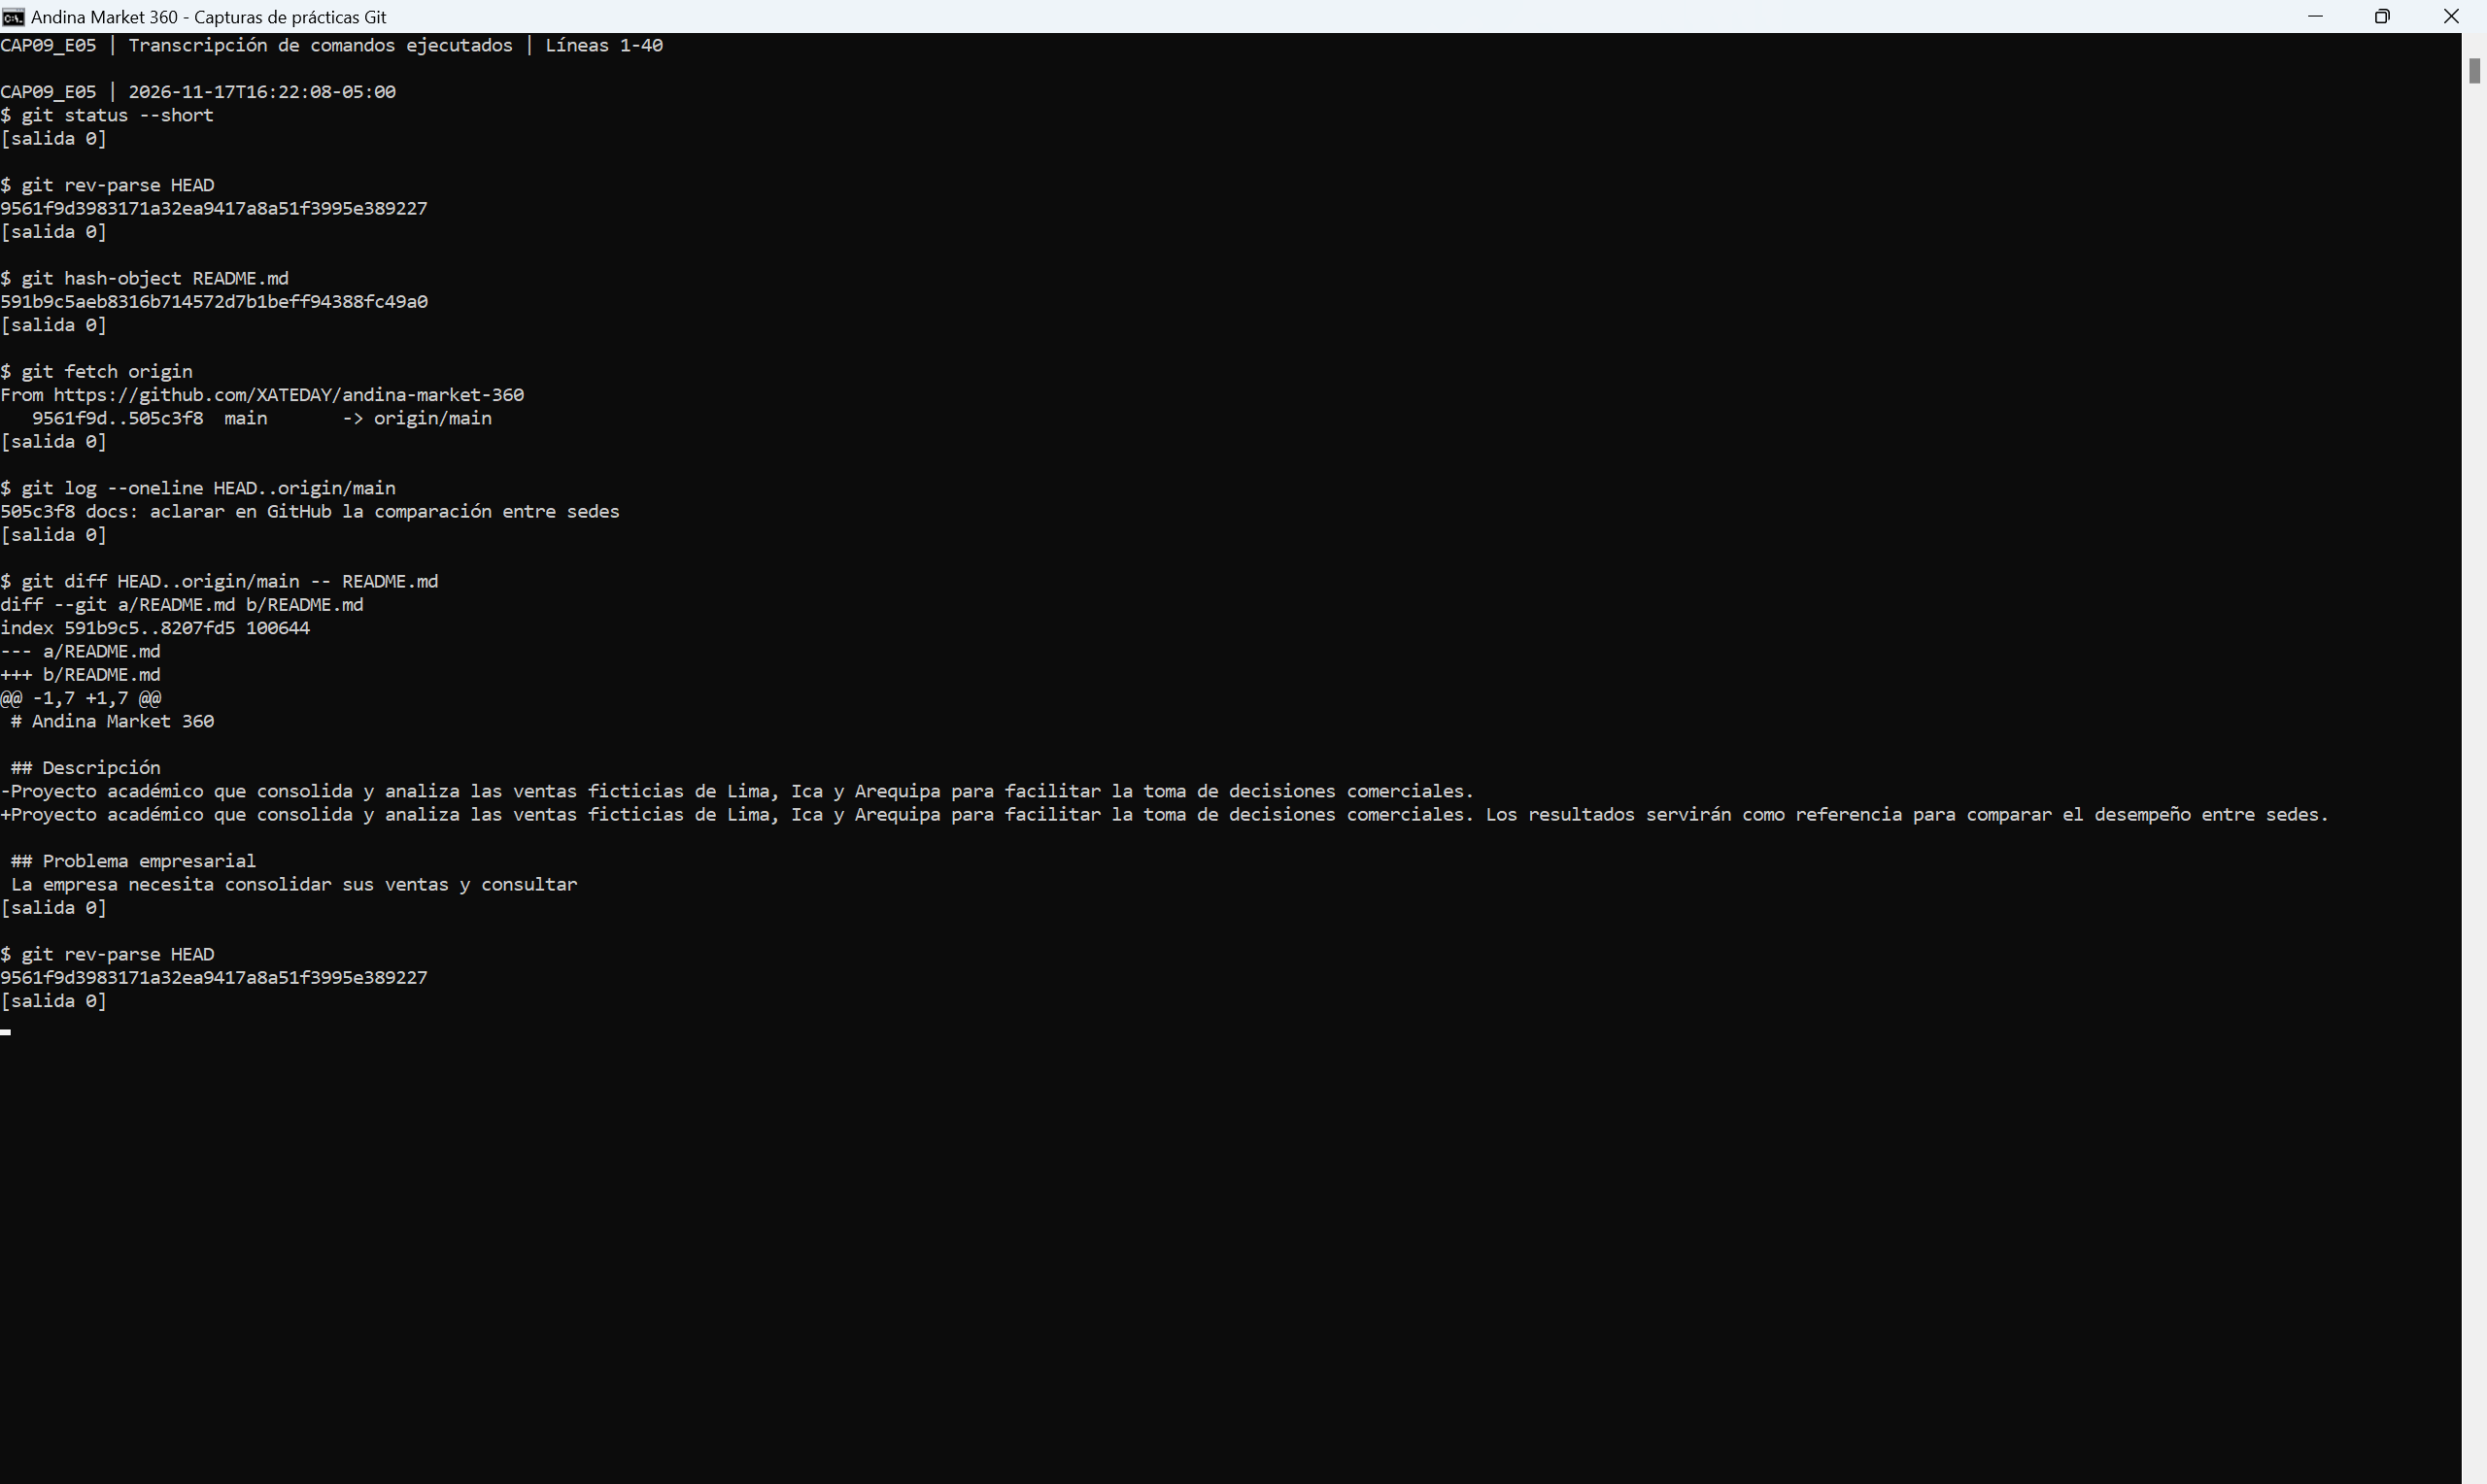 Andina Market 360 - Capturas de prácticas Git
CAP09_E05 | Transcripción de comandos ejecutados | Líneas 1-40
CAP09_E05 | 2026-11-17T16:22:08-05:00
$ git status --short
[salida 0]
$ git rev-parse HEAD
9561f9d3983171a32ea9417a8a51f3995e389227
[salida 0]
$ git hash-object README.md
591b9c5aeb8316b714572d7b1beff94388fc49a0
[salida 0]
$ git fetch origin
From https://github.com/XATEDAY/andina-market-360
   9561f9d..505c3f8  main       -> origin/main
[salida 0]
$ git log --oneline HEAD..origin/main
505c3f8 docs: aclarar en GitHub la comparación entre sedes
[salida 0]
$ git diff HEAD..origin/main -- README.md
diff --git a/README.md b/README.md
index 591b9c5..8207fd5 100644
--- a/README.md
+++ b/README.md
@@ -1,7 +1,7 @@
 # Andina Market 360
 ## Descripción
-Proyecto académico que consolida y analiza las ventas ficticias de Lima, Ica y Arequipa para facilitar la toma de decisiones comerciales.
+Proyecto académico que consolida y analiza las ventas ficticias de Lima, Ica y Arequipa para facilitar la toma de decisiones comerciales. Los resultados servirán como referencia para comparar el desempeño entre sedes.
 ## Problema empresarial
 La empresa necesita consolidar sus ventas y consultar
[salida 0]
$ git rev-parse HEAD
9561f9d3983171a32ea9417a8a51f3995e389227
[salida 0]